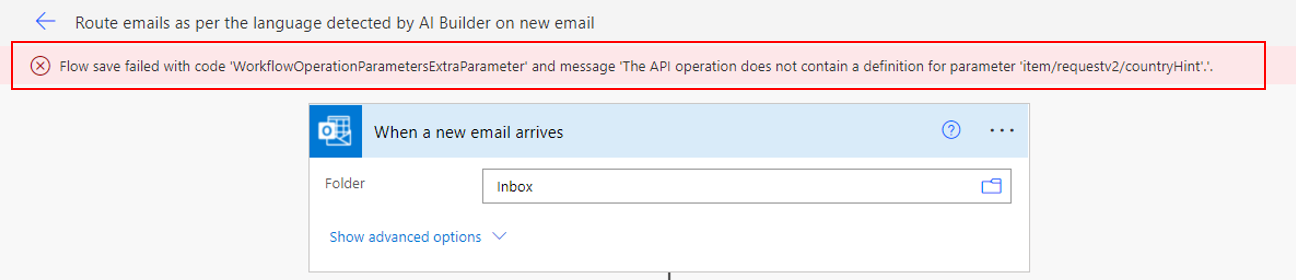 Route emails as per the language detected by AI Builder on new email
Flow save failed with code 'WorkflowOperationParametersExtraParameter' and message 'The API operation does not contain a definition for parameter 'item/requestv2/countryHint'.'.
When a new email arrives
Folder
Inbox
Show advanced options